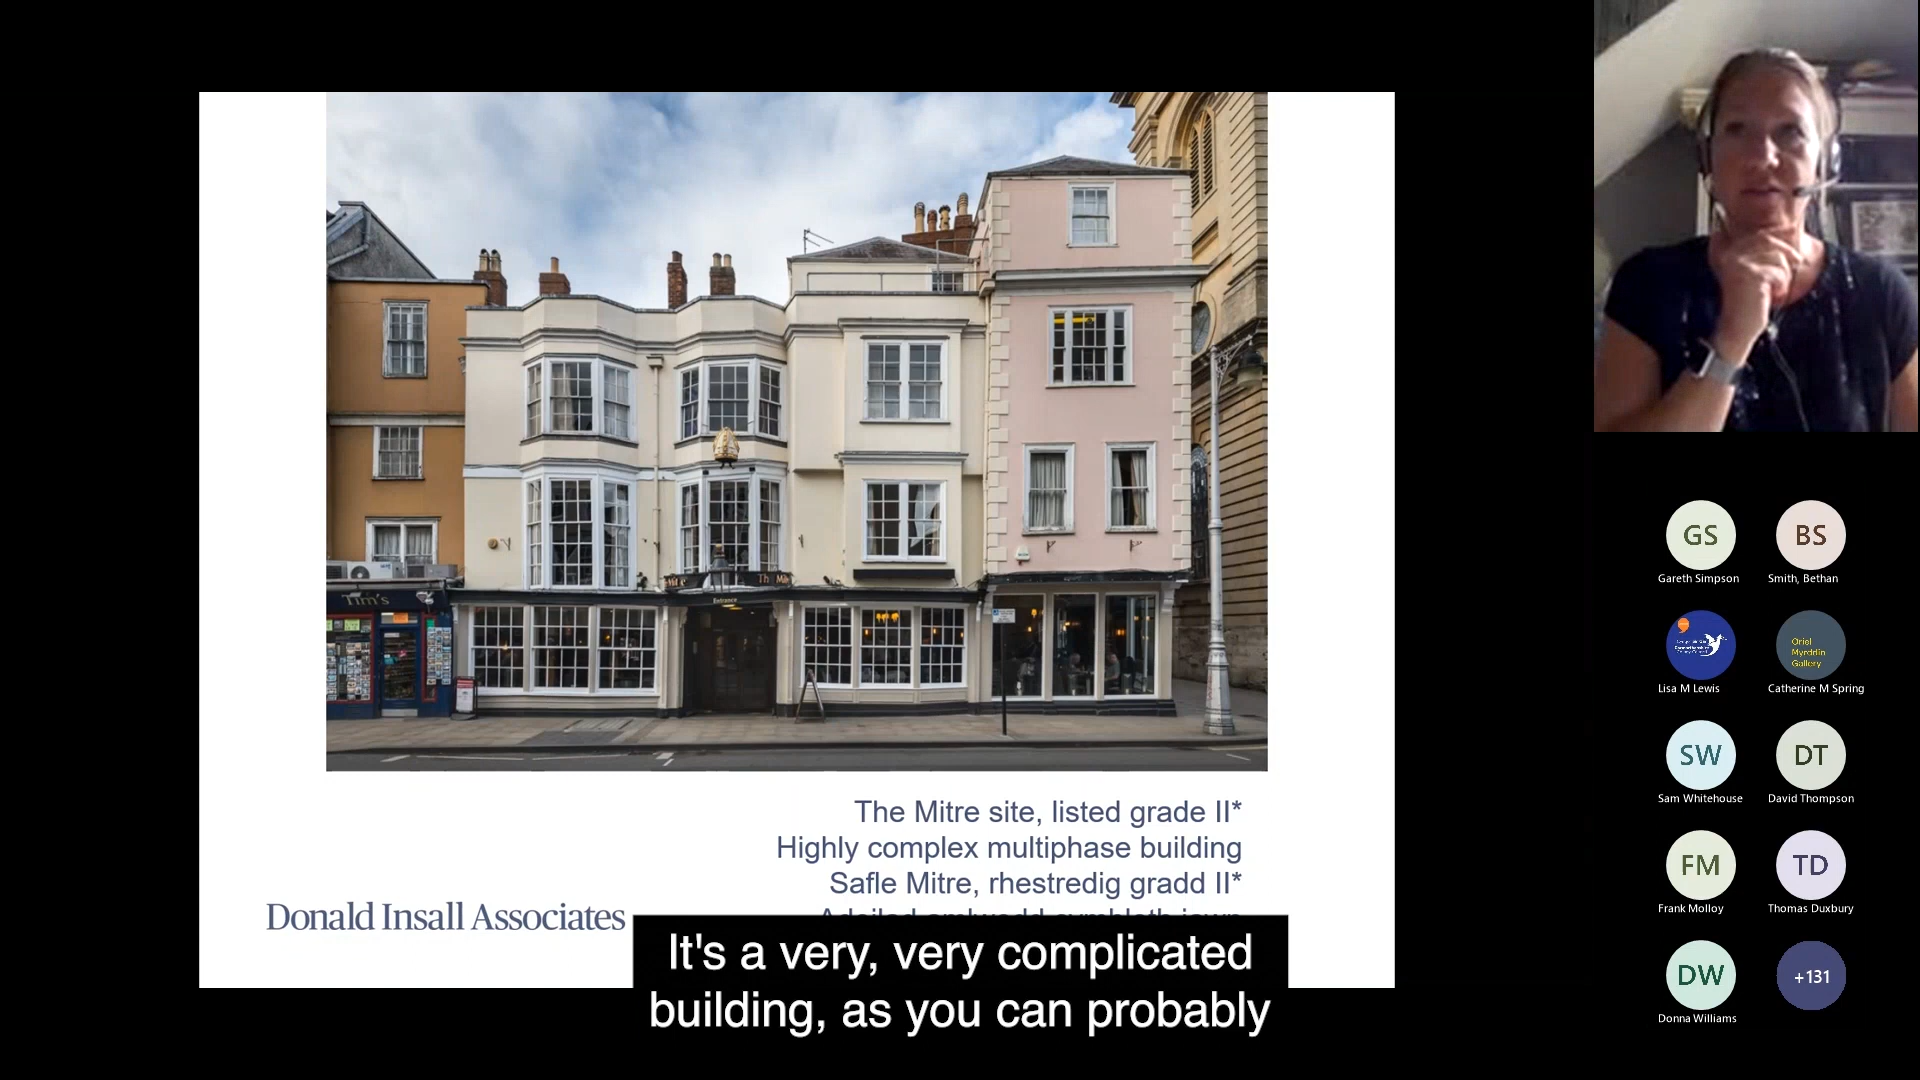 Tim's
Entrance
The Mitre site, listed grade II*
Highly complex multiphase building
Safle Mitre, rhestredig gradd II*
Donald Insall Associates
It's a very, very complicated
building, as you can probably
GS
BS
Gareth Simpson
Smith, Bethan
Oriel
Myrddin
Gallery
Lisa M Lewis
Catherine M Spring
SW
DT
Sam Whitehouse
David Thompson
FM
TD
Frank Molloy
Thomas Duxbury
DW
+131
Donna Williams